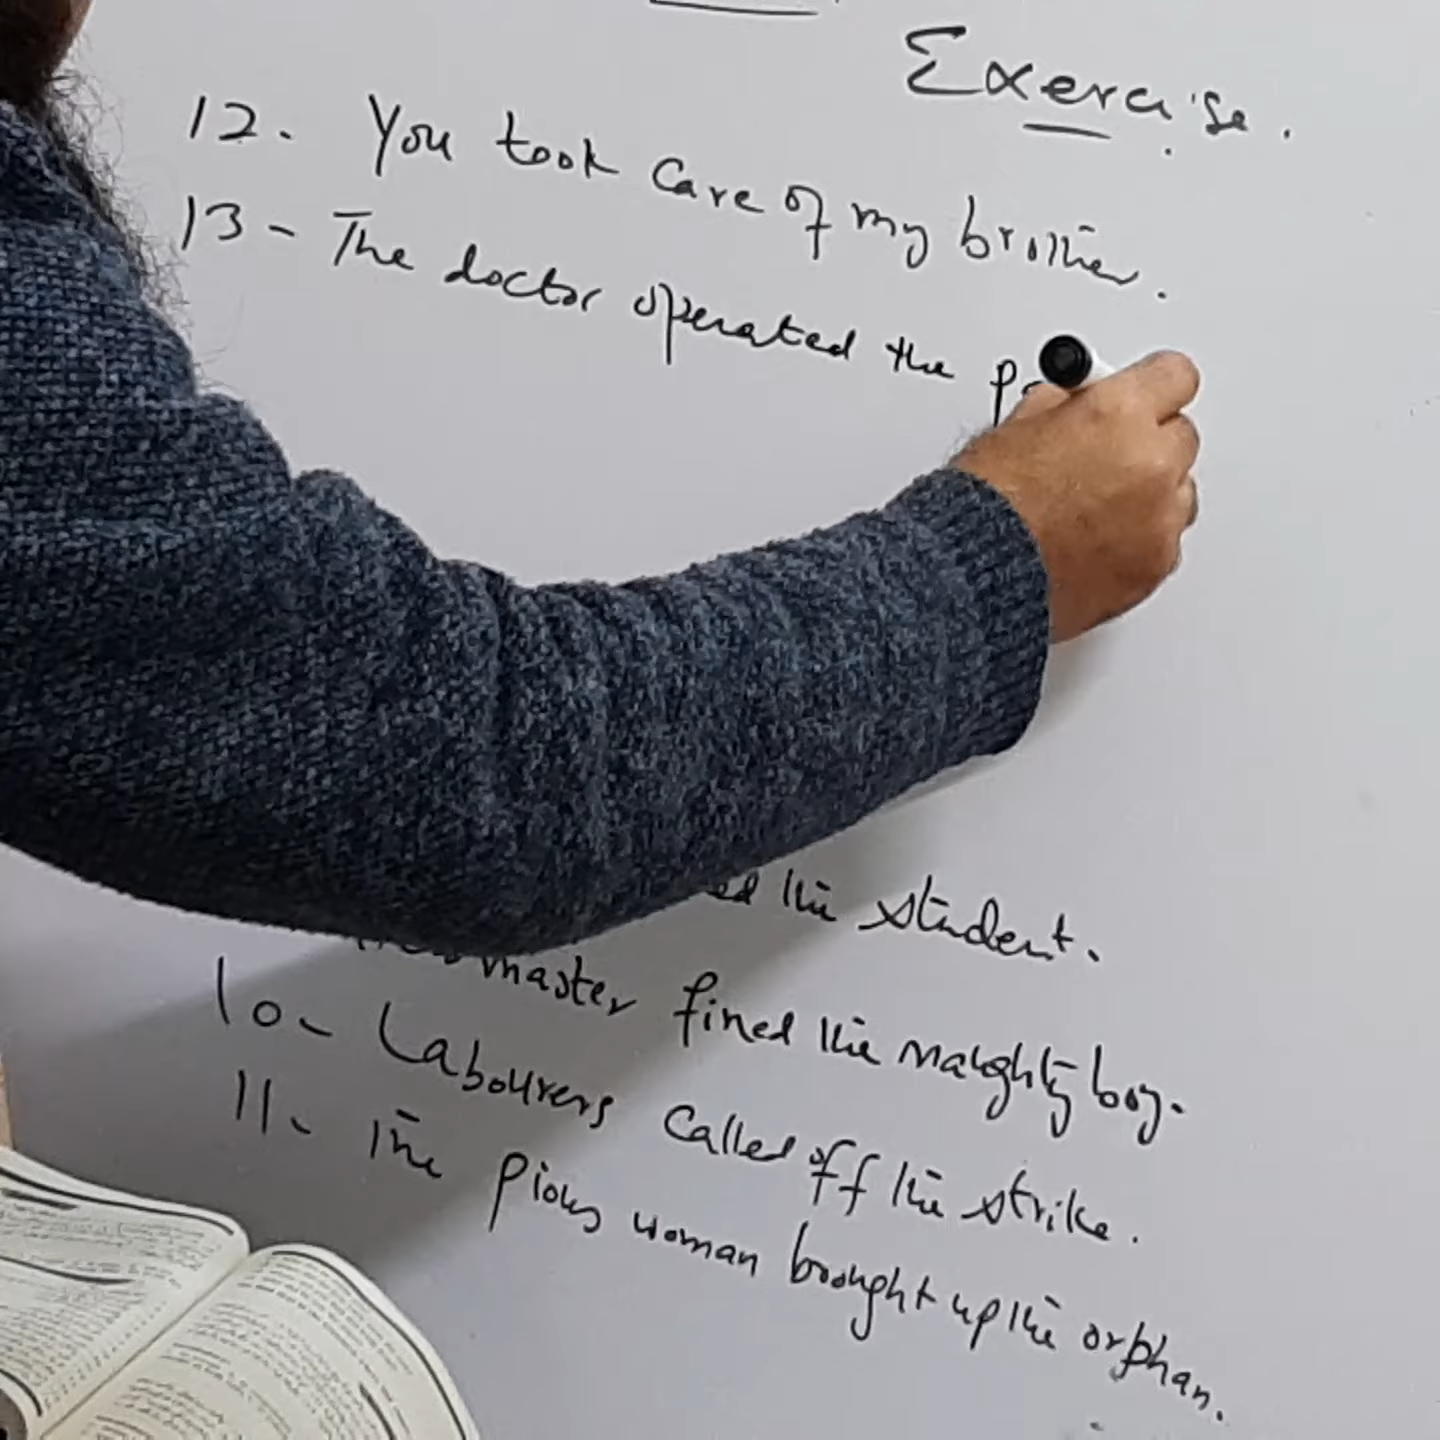 Exercise.
12. You took care of my brother.
13- The doctor operated the
the student.
master fined the naughty boy.
10- Labourers called off the strike.
11- The pious woman brought up the orphan.